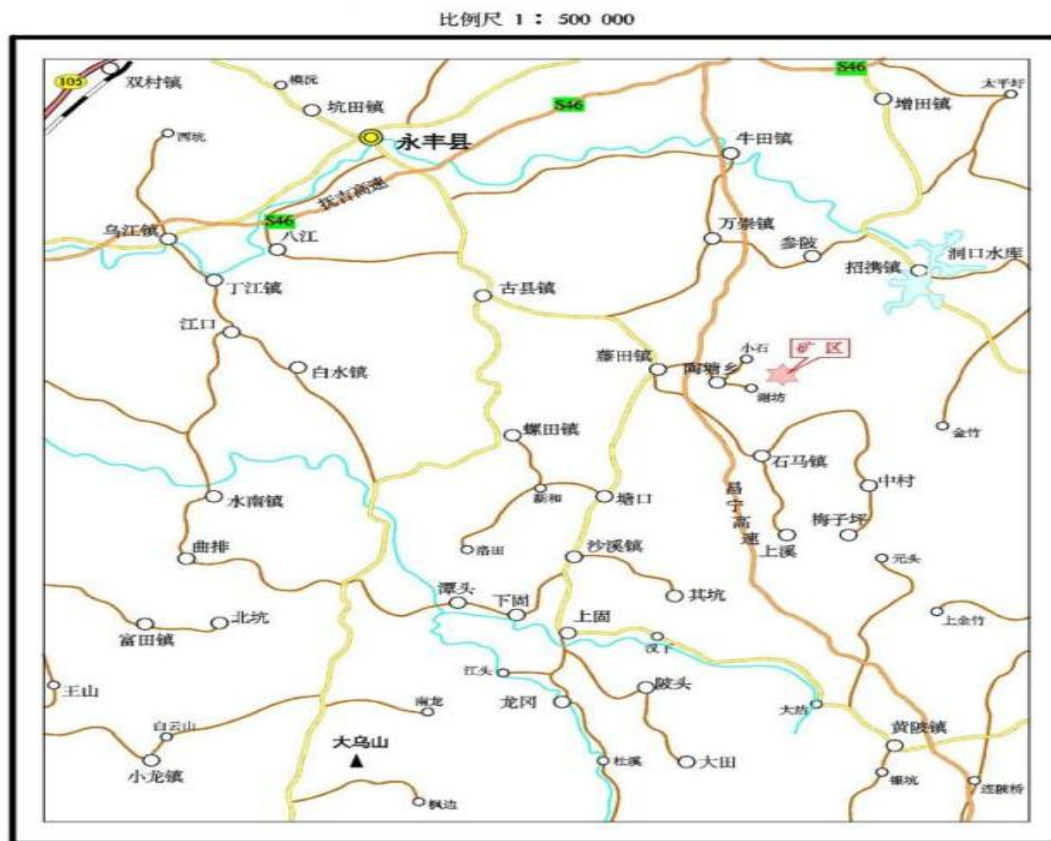 比例尺 1 : 500 000
105
双村镇
坑田镇
S46
S46
增田镇
太平圩
西坑
永丰县
牛田镇
抚吉高速
S46
乌江镇
八江
万崇镇
参陂
招携镇
洞口水库
丁江镇
古县镇
江口
白水镇
藤田镇
陶塘乡
小石
矿区
谢坊
螺田镇
金竹
石马镇
水南镇
新和
塘口
昌宁高速
中村
曲排
洛田
沙溪镇
上溪
梅子坪
元头
潭头
下固
其坑
上金竹
富田镇
北坑
上固
汉下
江头
王山
南龙
龙冈
陂头
大坊
白云山
大乌山
黄陂镇
小龙镇
杜溪
大田
银坑
连陂桥
枫边